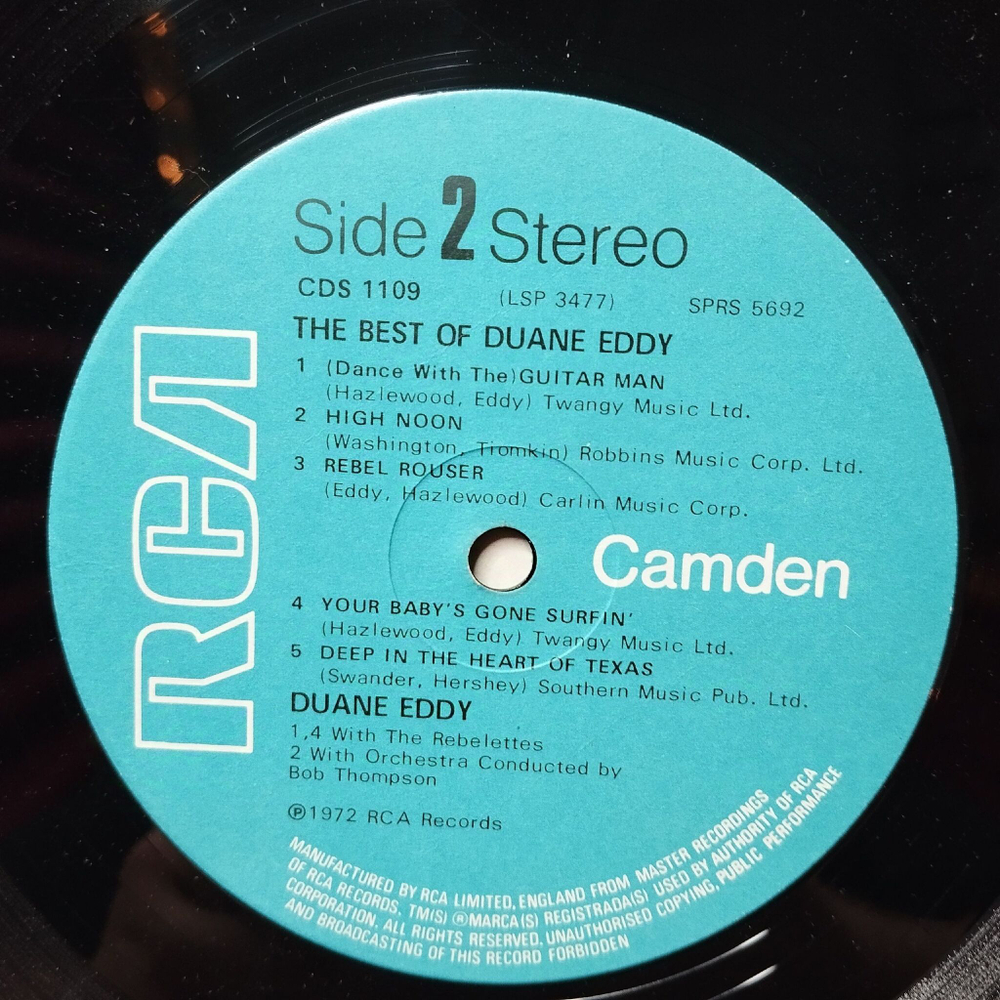 RCA
Side 2 Stereo
CDS 1109 (LSP 3477) SPRS 5692
THE BEST OF DUANE EDDY
1 (Dance With The)GUITAR MAN
(Hazlewood, Eddy) Twangy Music Ltd.
2 HIGH NOON
(Washington, Tiomkin) Robbins Music Corp. Ltd.
3 REBEL ROUSER
(Eddy, Hazlewood) Carlin Music Corp.
Camden
4 YOUR BABY'S GONE SURFIN'
(Hazlewood, Eddy) Twangy Music Ltd.
5 DEEP IN THE HEART OF TEXAS
(Swander, Hershey) Southern Music Pub. Ltd.
DUANE EDDY
1,4 With The Rebelettes
2 With Orchestra Conducted by
Bob Thompson
℗1972 RCA Records
MANUFACTURED BY RCA LIMITED, ENGLAND FROM MASTER RECORDINGS
OF RCA RECORDS, TM(S) ®MARCA(S) REGISTRADA(S) USED BY AUTHORITY OF RCA
CORPORATION, ALL RIGHTS RESERVED. UNAUTHORISED COPYING, PUBLIC PERFORMANCE
AND BROADCASTING OF THIS RECORD FORBIDDEN